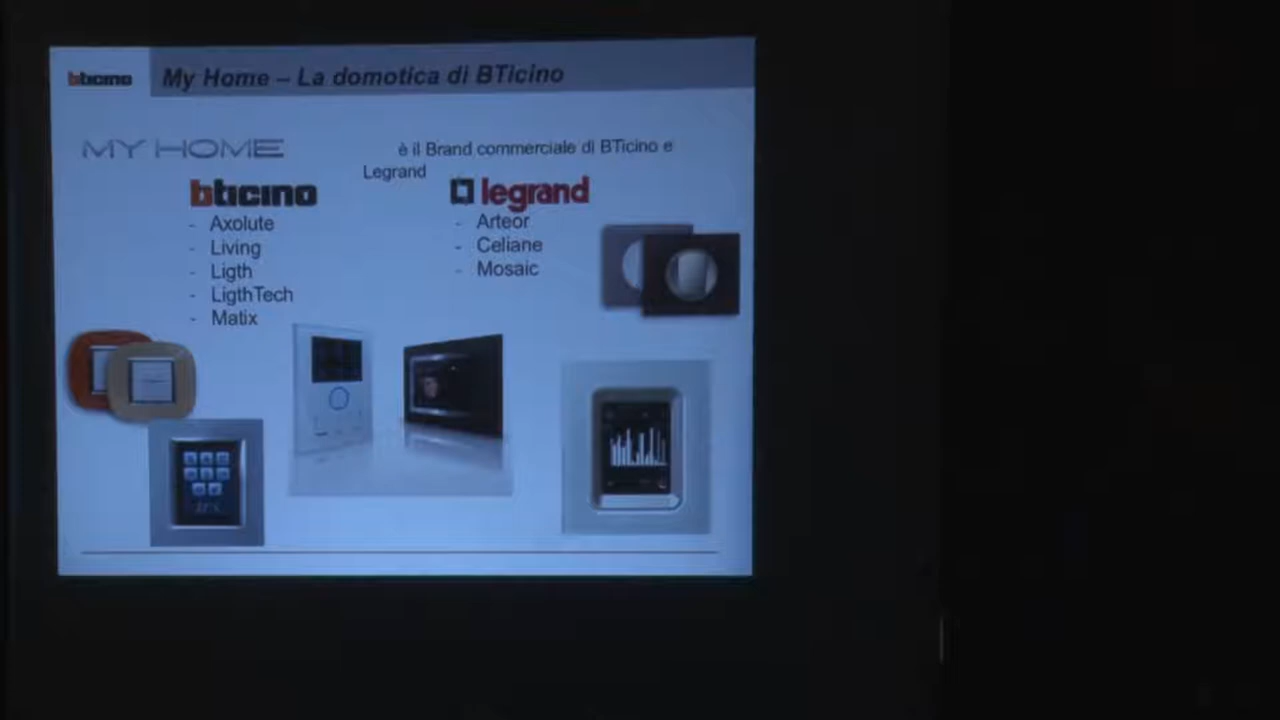 bticino
My Home – La domotica di BTicino
MY HOME
è il Brand commerciale di BTicino e
Legrand
bticino
- Axolute
- Living
- Ligth
- LigthTech
- Matix
legrand
- Arteor
- Celiane
- Mosaic